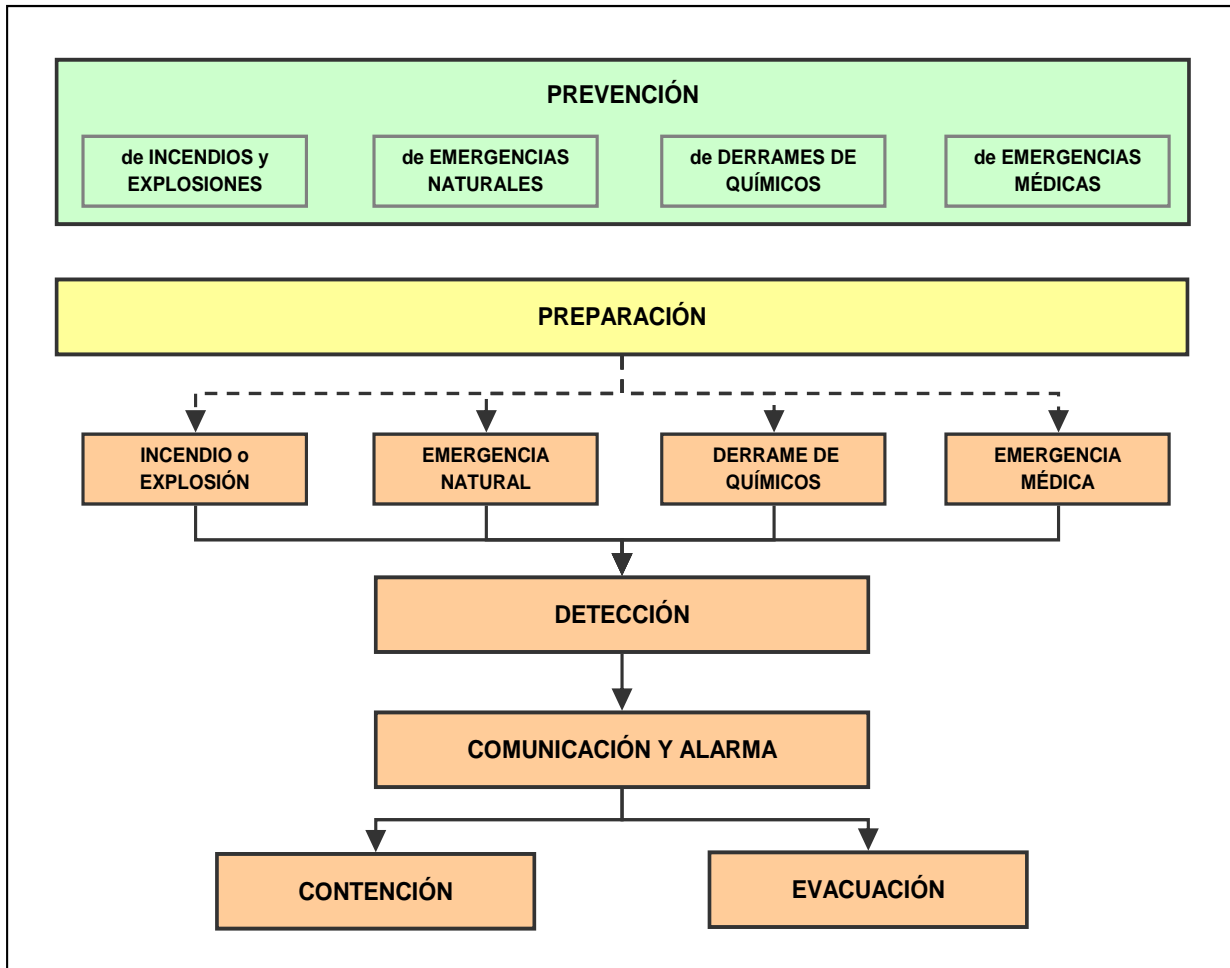 PREVENCIÓN
de INCENDIOS y
EXPLOSIONES
de EMERGENCIAS
NATURALES
de DERRAMES DE
QUÍMICOS
de EMERGENCIAS
MÉDICAS
PREPARACIÓN
INCENDIO o
EXPLOSIÓN
EMERGENCIA
NATURAL
DERRAME DE
QUÍMICOS
EMERGENCIA
MÉDICA
DETECCIÓN
COMUNICACIÓN Y ALARMA
CONTENCIÓN
EVACUACIÓN